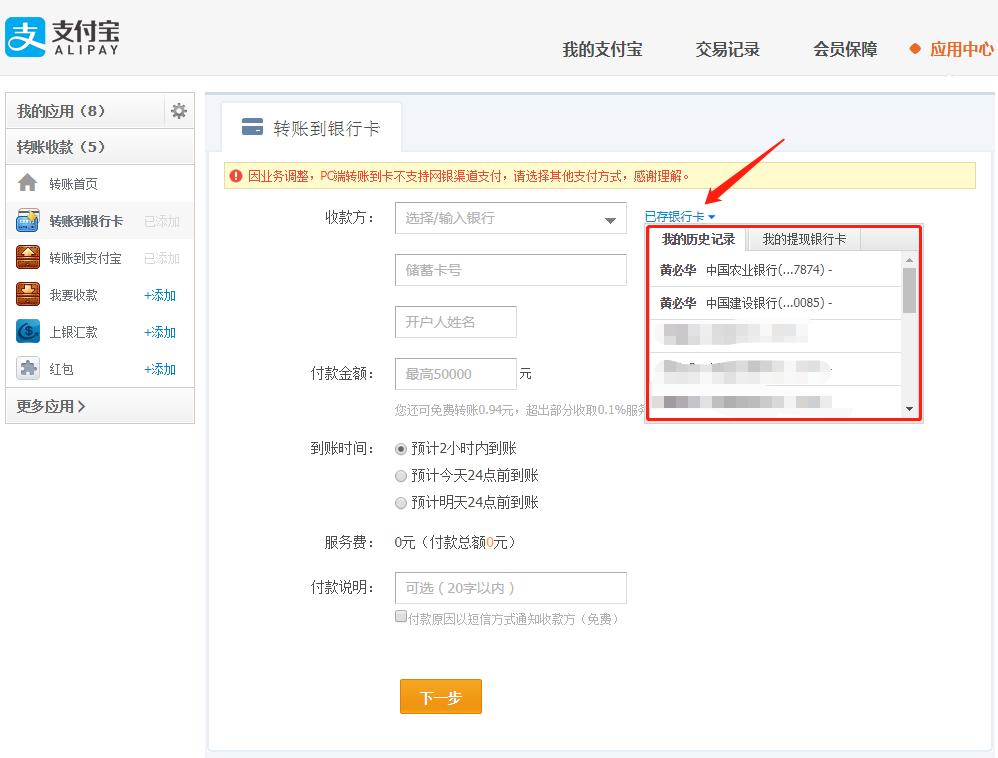 支付宝
ALIPAY
我的支付宝 交易记录 会员保障 应用中心
我的应用（8）
转账收款（5）
转账首页
转账到银行卡 已添加
转账到支付宝 已添加
我要收款 +添加
上银汇款 +添加
红包 +添加
更多应用
转账到银行卡
因业务调整，PC端转账到卡不支持网银渠道支付，请选择其他支付方式，感谢理解。
收款方： 选择/输入银行 已存银行卡
我的历史记录 我的提现银行卡
黄必华 中国农业银行(...7874) -
黄必华 中国建设银行(...0085) -
储蓄卡号
开户人姓名
付款金额： 最高50000 元
您还可免费转账0.94元，超出部分收取0.1%服务
到账时间： 预计2小时内到账
预计今天24点前到账
预计明天24点前到账
服务费： 0元（付款总额0元）
付款说明： 可选（20字以内）
付款原因以短信方式通知收款方（免费）
下一步